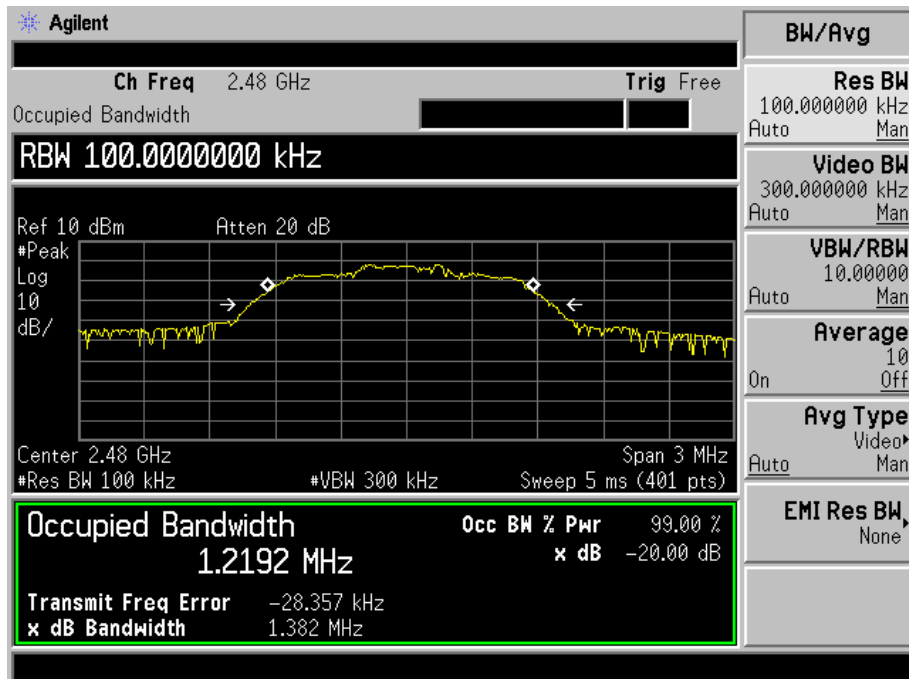 Agilent
Ch Freq 2.48 GHz Trig Free
Occupied Bandwidth
RBW 100.0000000 kHz
Ref 10 dBm Atten 20 dB
#Peak
Log
10
dB/
Center 2.48 GHz Span 3 MHz
#Res BW 100 kHz #VBW 300 kHz Sweep 5 ms (401 pts)
Occupied Bandwidth
1.2192 MHz
Occ BW % Pwr 99.00 %
x dB -20.00 dB
Transmit Freq Error -28.357 kHz
x dB Bandwidth 1.382 MHz
BW/Avg
Res BW
100.000000 kHz
Auto Man
Video BW
300.000000 kHz
Auto Man
VBW/RBW
10.00000
Auto Man
Average
10
On Off
Avg Type
Video
Auto Man
EMI Res BW
None